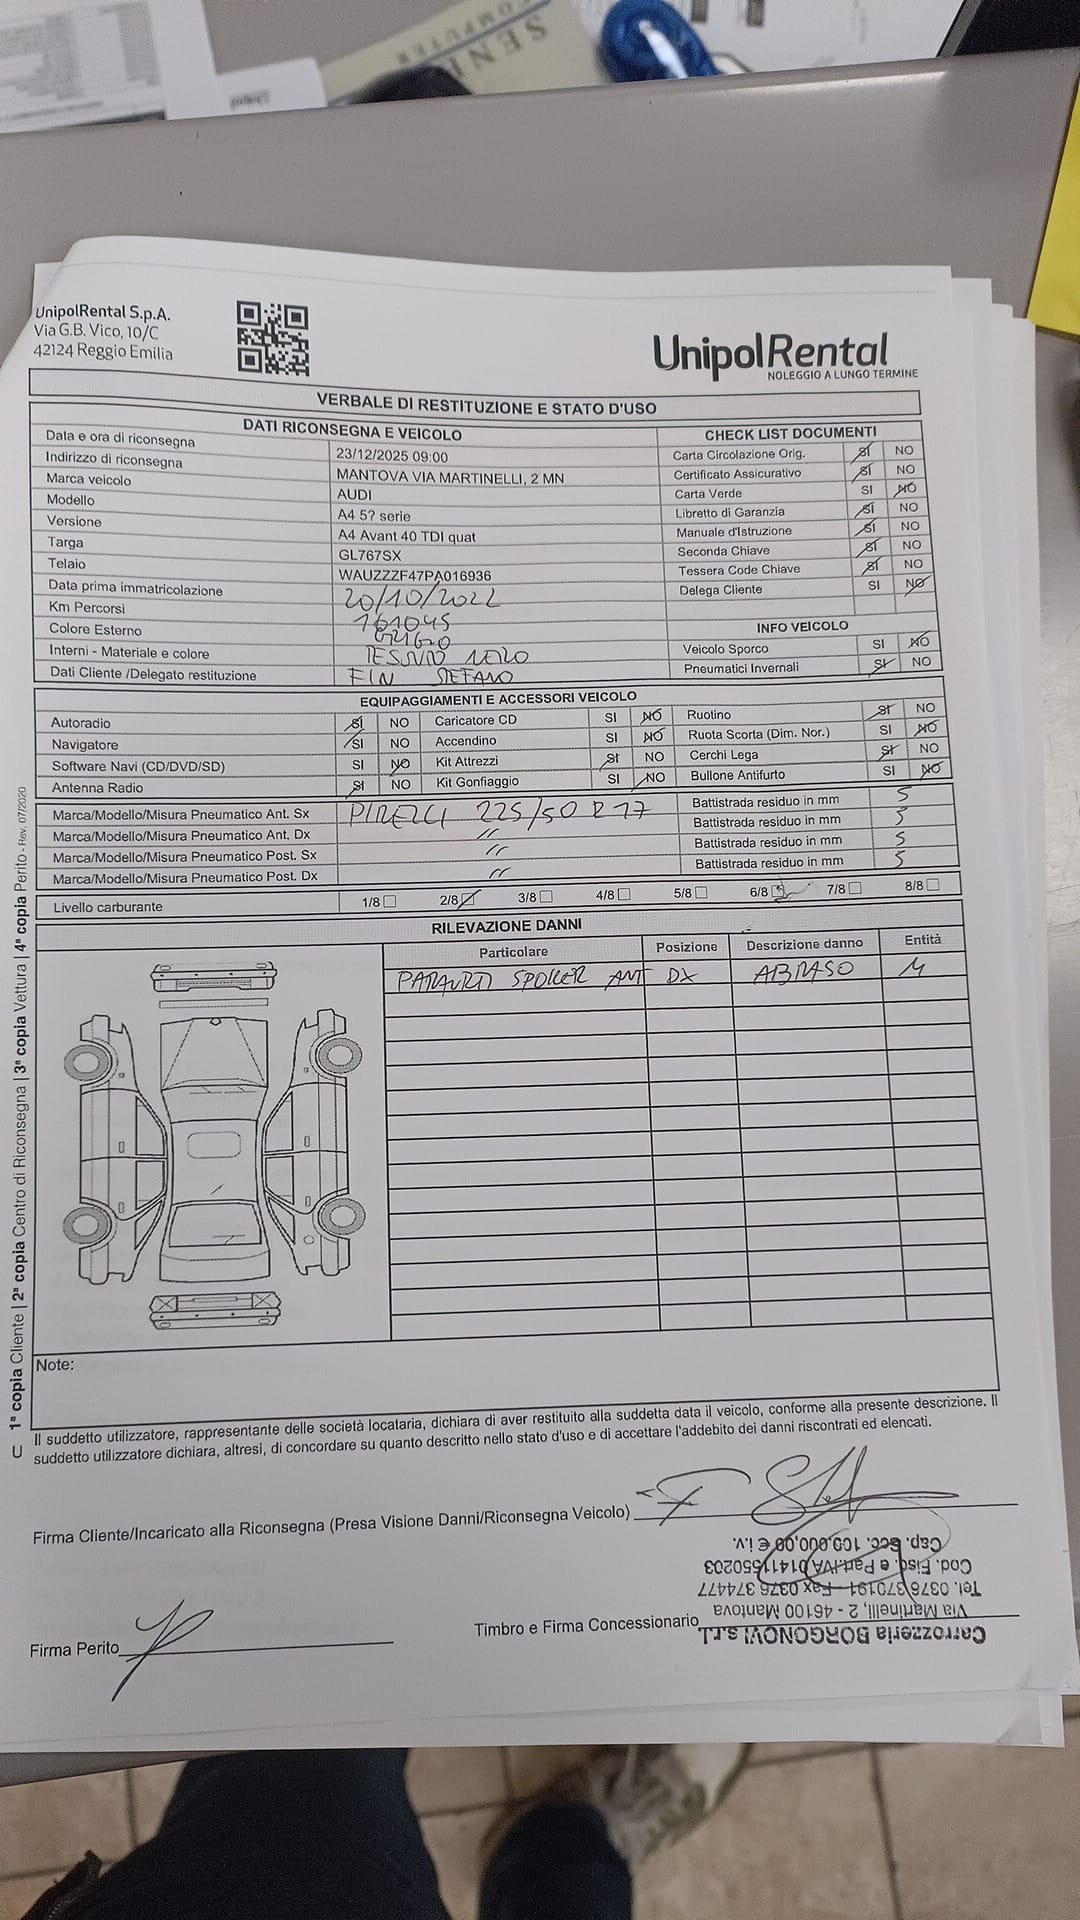 SENI
COMPUTER
UnipolRental S.p.A.
Via G.B. Vico, 10/C
42124 Reggio Emilia
UnipolRental
NOLEGGIO A LUNGO TERMINE
VERBALE DI RESTITUZIONE E STATO D'USO
DATI RICONSEGNA E VEICOLO
Data e ora di riconsegna 23/12/2025 09:00
Indirizzo di riconsegna MANTOVA VIA MARTINELLI, 2 MN
Marca veicolo AUDI
Modello A4 5? serie
Versione A4 Avant 40 TDI quat
Targa GL767SX
Telaio WAUZZZF47PA016936
Data prima immatricolazione 20/10/2022
Km Percorsi 161045
Colore Esterno
Interni - Materiale e colore TESSUTO NERO
Dati Cliente /Delegato restituzione FIN STEFANO
CHECK LIST DOCUMENTI
Carta Circolazione Orig. SI NO
Certificato Assicurativo SI NO
Carta Verde SI NO
Libretto di Garanzia SI NO
Manuale d'Istruzione SI NO
Seconda Chiave SI NO
Tessera Code Chiave SI NO
Delega Cliente SI NO
INFO VEICOLO
Veicolo Sporco SI NO
Pneumatici Invernali SI NO
EQUIPAGGIAMENTI E ACCESSORI VEICOLO
Autoradio SI NO Caricatore CD SI NO Ruotino SI NO
Navigatore SI NO Accendino SI NO Ruota Scorta (Dim. Nor.) SI NO
Software Navi (CD/DVD/SD) SI NO Kit Attrezzi SI NO Cerchi Lega SI NO
Antenna Radio SI NO Kit Gonfiaggio SI NO Bullone Antifurto SI NO
Marca/Modello/Misura Pneumatico Ant. Sx PIRELLI 225/50 R17 Battistrada residuo in mm 5
Marca/Modello/Misura Pneumatico Ant. Dx " Battistrada residuo in mm 5
Marca/Modello/Misura Pneumatico Post. Sx " Battistrada residuo in mm 5
Marca/Modello/Misura Pneumatico Post. Dx " Battistrada residuo in mm 5
Livello carburante 1/8 2/8 3/8 4/8 5/8 6/8 7/8 8/8
RILEVAZIONE DANNI
Particolare Posizione Descrizione danno Entità
PARAURTI SPOILER ANT DX ABRASO M
Note:
Il suddetto utilizzatore, rappresentante delle società locataria, dichiara di aver restituito alla suddetta data il veicolo, conforme alla presente descrizione. Il
suddetto utilizzatore dichiara, altresì, di concordare su quanto descritto nello stato d'uso e di accettare l'addebito dei danni riscontrati ed elencati.
Firma Cliente/Incaricato alla Riconsegna (Presa Visione Danni/Riconsegna Veicolo)
Firma Perito
Timbro e Firma Concessionario
Carrozzeria BORGONOVI s.r.l.
Via Martinelli, 2 - 46100 Mantova
Tel. 0376 370191 - Fax 0376 374477
Cod. Fisc. e Part. IVA 01411550203
Cap. Soc. 100.000,00 € i.v.
C 1ª copia Cliente | 2ª copia Centro di Riconsegna | 3ª copia Vettura | 4ª copia Perito - Rev. 07/2020